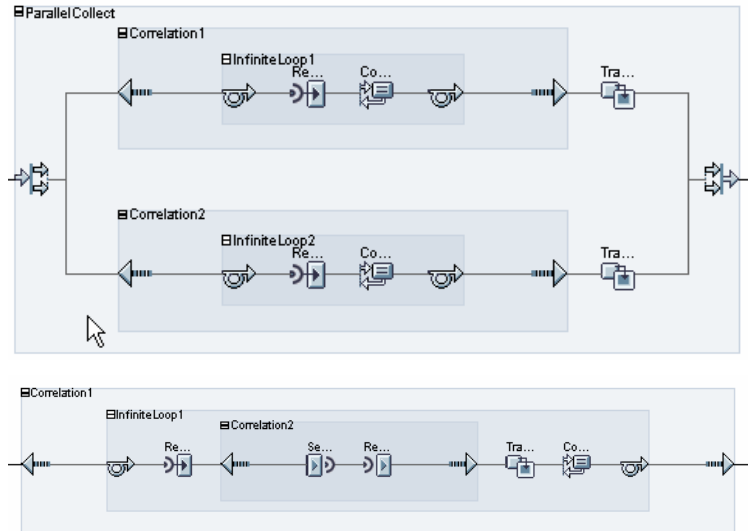 ParallelCollect
Correlation1
InfiniteLoop1
Re... Co... Tra...
Correlation2
InfiniteLoop2
Re... Co... Tra...
Correlation1
InfiniteLoop1
Correlation2
Re... Se... Re... Tra... Co...